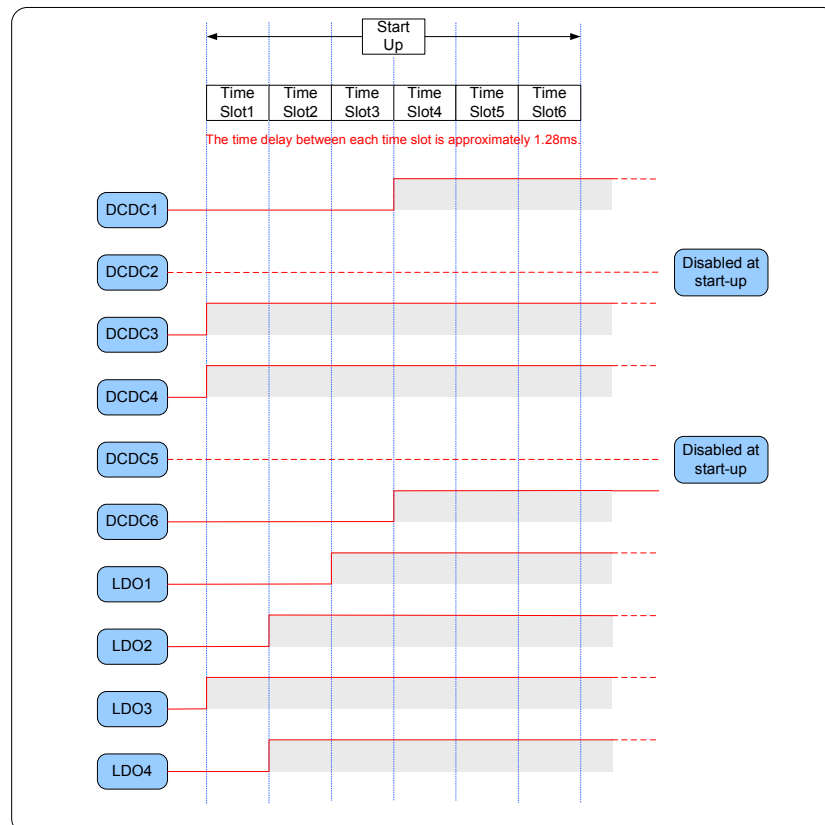 Start
Up
Time
Slot1
Time
Slot2
Time
Slot3
Time
Slot4
Time
Slot5
Time
Slot6
The time delay between each time slot is approximately 1.28ms.
DCDC1
DCDC2
Disabled at
start-up
DCDC3
DCDC4
DCDC5
Disabled at
start-up
DCDC6
LDO1
LDO2
LDO3
LDO4